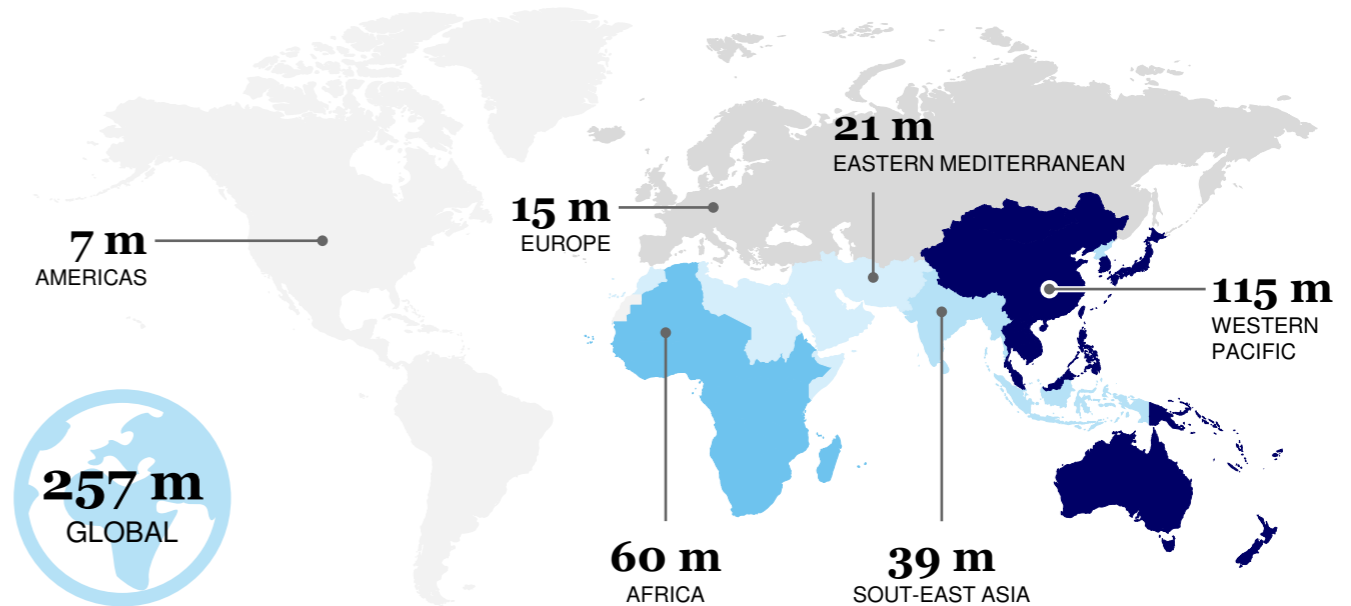 21 m
EASTERN MEDITERRANEAN
15 m
EUROPE
7 m
AMERICAS
115 m
WESTERN
PACIFIC
257 m
GLOBAL
60 m
AFRICA
39 m
SOUT-EAST ASIA